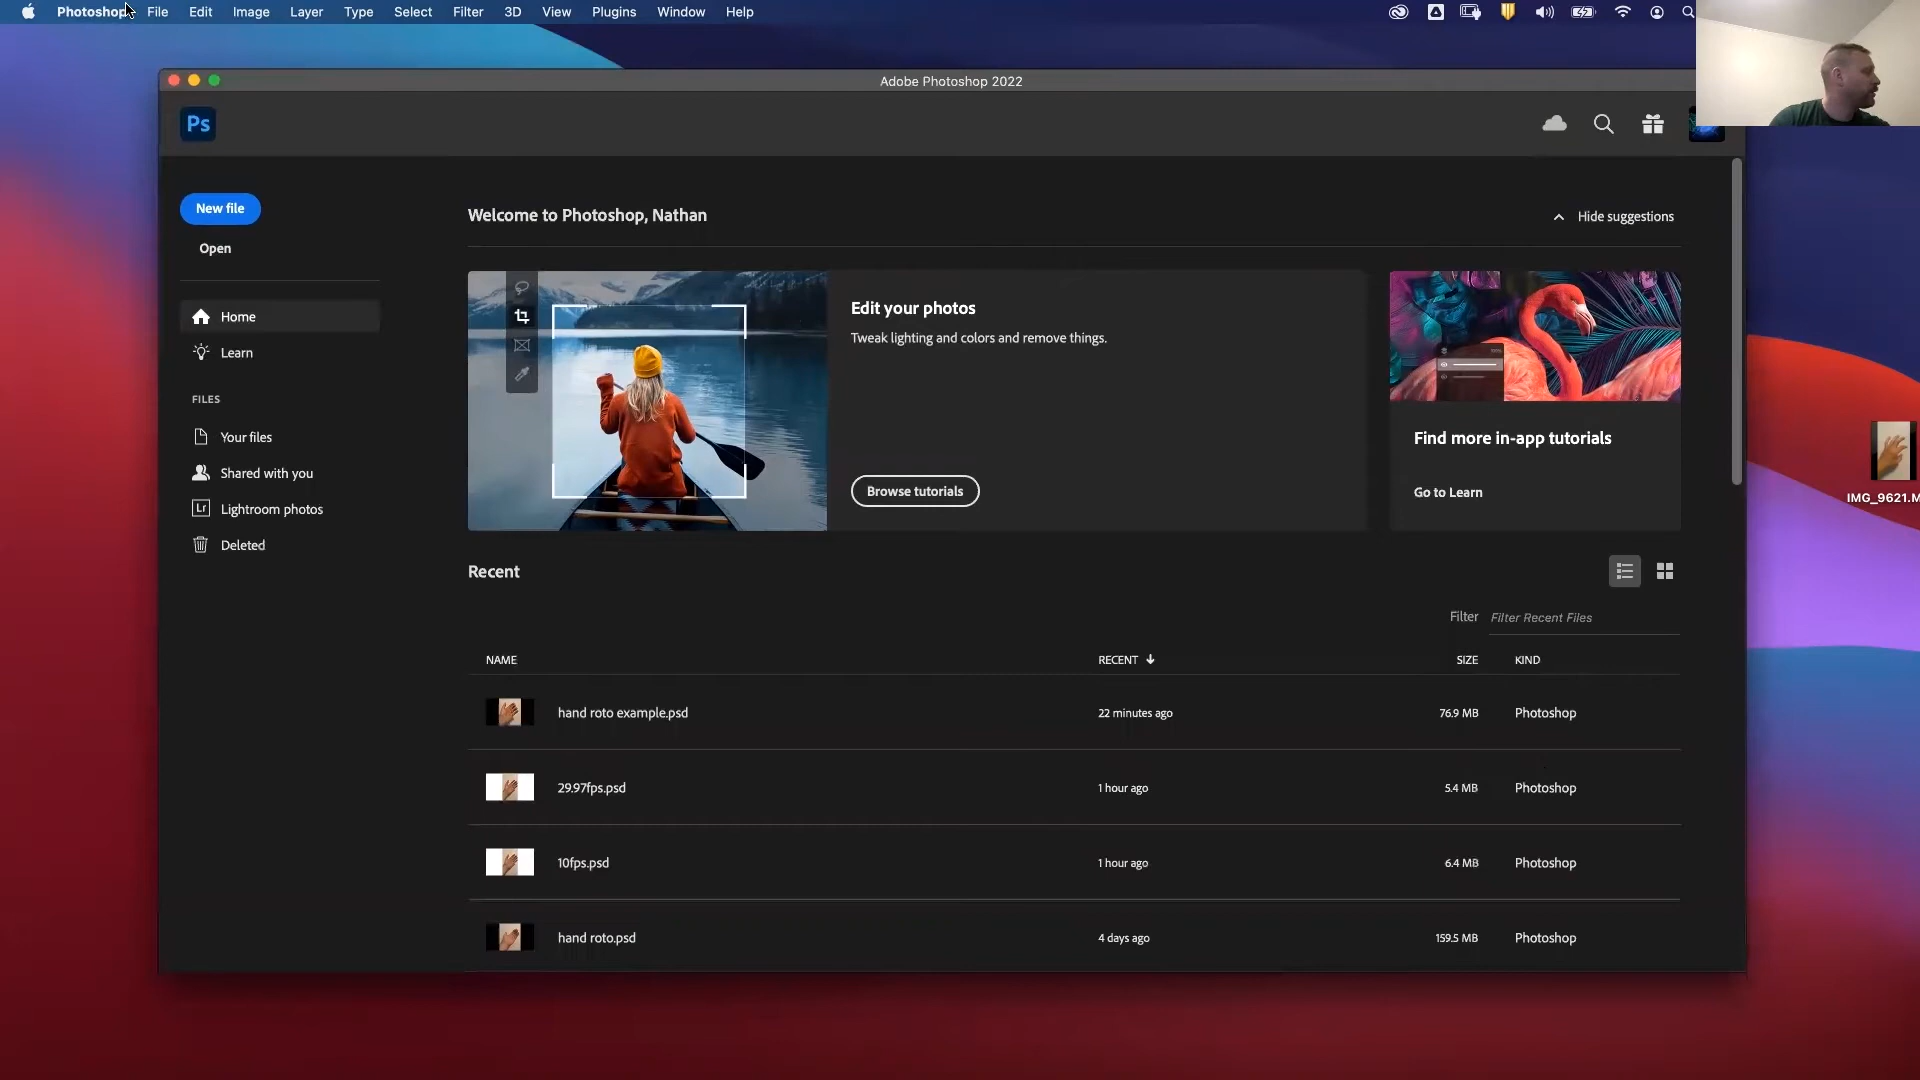 Photoshop File Edit Image Layer Type Select Filter 3D View Plugins Window Help
Adobe Photoshop 2022
Ps
New file
Open
Home
Learn
FILES
Your files
Shared with you
Lr Lightroom photos
Deleted
Welcome to Photoshop, Nathan
Hide suggestions
Edit your photos
Tweak lighting and colors and remove things.
Browse tutorials
Find more in-app tutorials
Go to Learn
Recent
Filter Filter Recent Files
NAME RECENT SIZE KIND
hand roto example.psd 22 minutes ago 76.9 MB Photoshop
29.97fps.psd 1 hour ago 5.4 MB Photoshop
10fps.psd 1 hour ago 6.4 MB Photoshop
hand roto.psd 4 days ago 159.5 MB Photoshop
IMG_9621.M